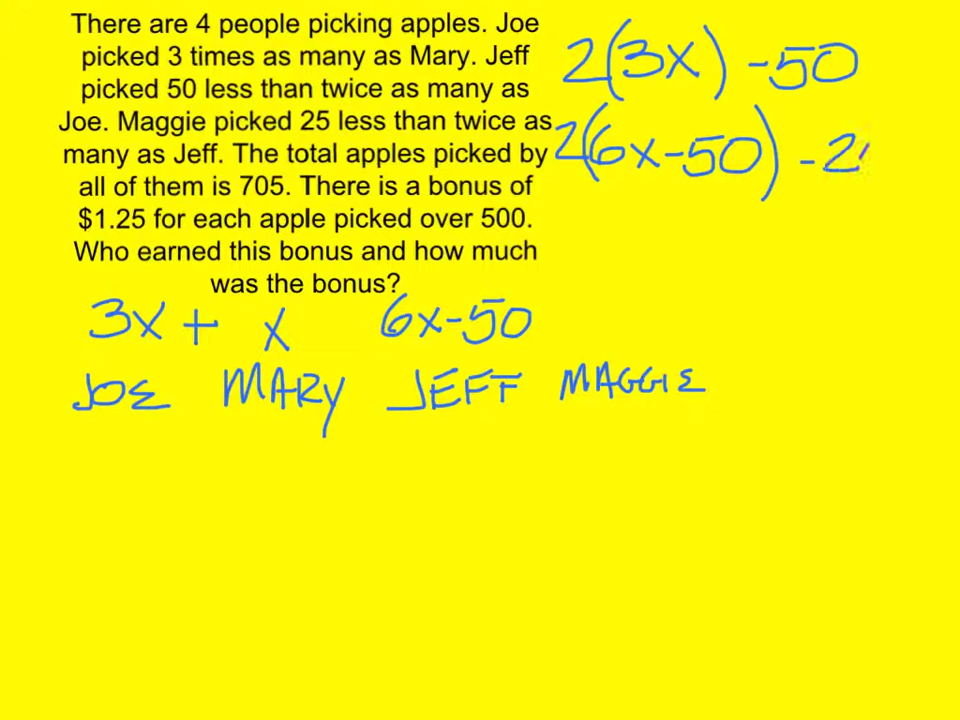 There are 4 people picking apples. Joe
picked 3 times as many as Mary. Jeff
picked 50 less than twice as many as
Joe. Maggie picked 25 less than twice as
many as Jeff. The total apples picked by
all of them is 705. There is a bonus of
$1.25 for each apple picked over 500.
Who earned this bonus and how much
was the bonus?
2(3x) -50
2(6x-50) -2
3x + x 6x-50
JOE MARY JEFF MAGGIE